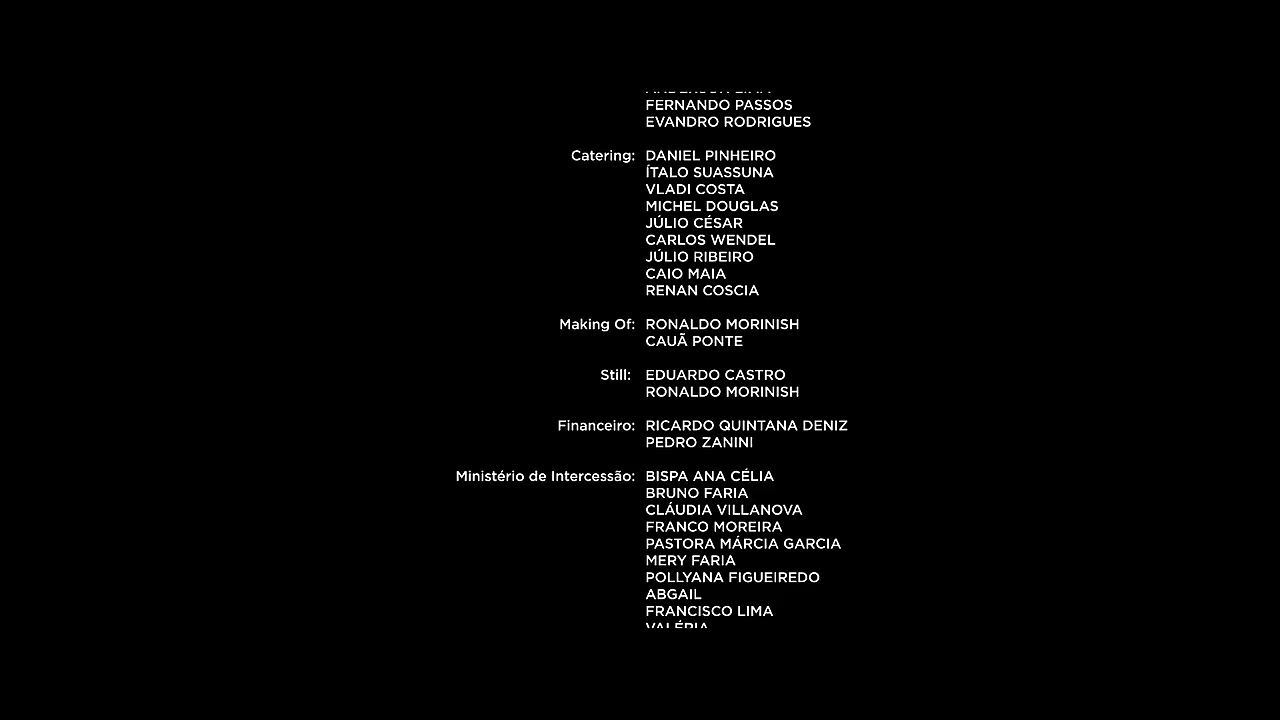 FERNANDO PASSOS
EVANDRO RODRIGUES
Catering: DANIEL PINHEIRO
ÍTALO SUASSUNA
VLADI COSTA
MICHEL DOUGLAS
JÚLIO CÉSAR
CARLOS WENDEL
JÚLIO RIBEIRO
CAIO MAIA
RENAN COSCIA
Making Of: RONALDO MORINISH
CAUÃ PONTE
Still: EDUARDO CASTRO
RONALDO MORINISH
Financeiro: RICARDO QUINTANA DENIZ
PEDRO ZANINI
Ministério de Intercessão: BISPA ANA CÉLIA
BRUNO FARIA
CLÁUDIA VILLANOVA
FRANCO MOREIRA
PASTORA MÁRCIA GARCIA
MERY FARIA
POLLYANA FIGUEIREDO
ABGAIL
FRANCISCO LIMA
VALÉRIA